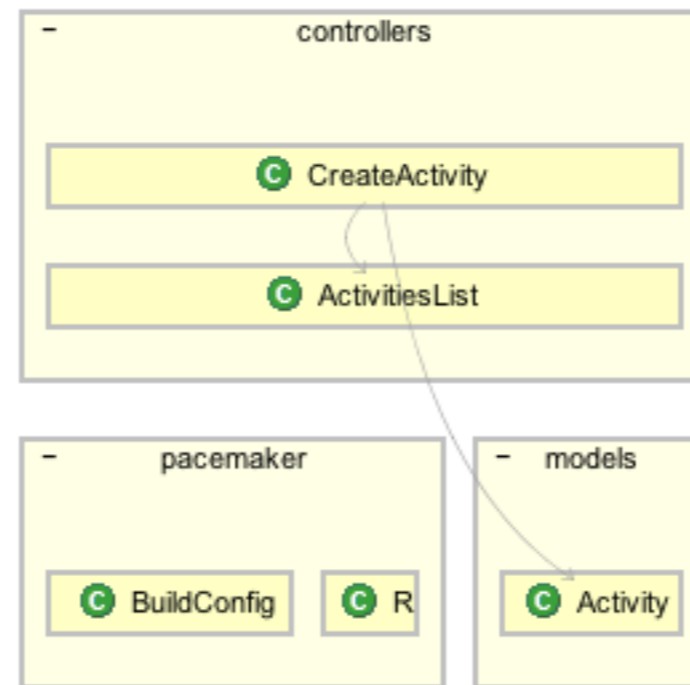 – controllers
C CreateActivity
C ActivitiesList
– pacemaker
– models
C BuildConfig
C R
C Activity